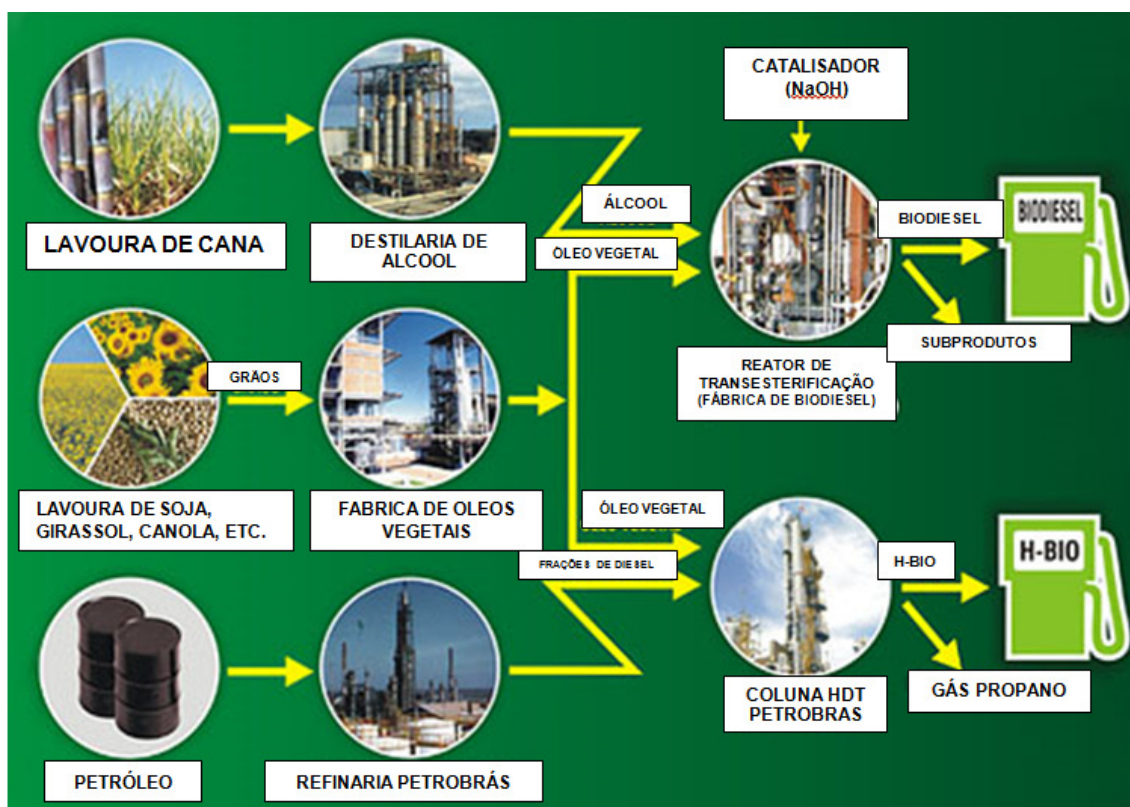 CATALISADOR
(NaOH)
LAVOURA DE CANA
DESTILARIA DE
ALCOOL
ÁLCOOL
ÓLEO VEGETAL
BIODIESEL
BIODIESEL
SUBPRODUTOS
REATOR DE
TRANSESTERIFICAÇÃO
(FÁBRICA DE BIODIESEL)
GRÃOS
LAVOURA DE SOJA,
GIRASSOL, CANOLA, ETC.
FABRICA DE OLEOS
VEGETAIS
ÓLEO VEGETAL
FRAÇÕES DE DIESEL
H-BIO
H-BIO
GÁS PROPANO
COLUNA HDT
PETROBRAS
PETRÓLEO
REFINARIA PETROBRÁS